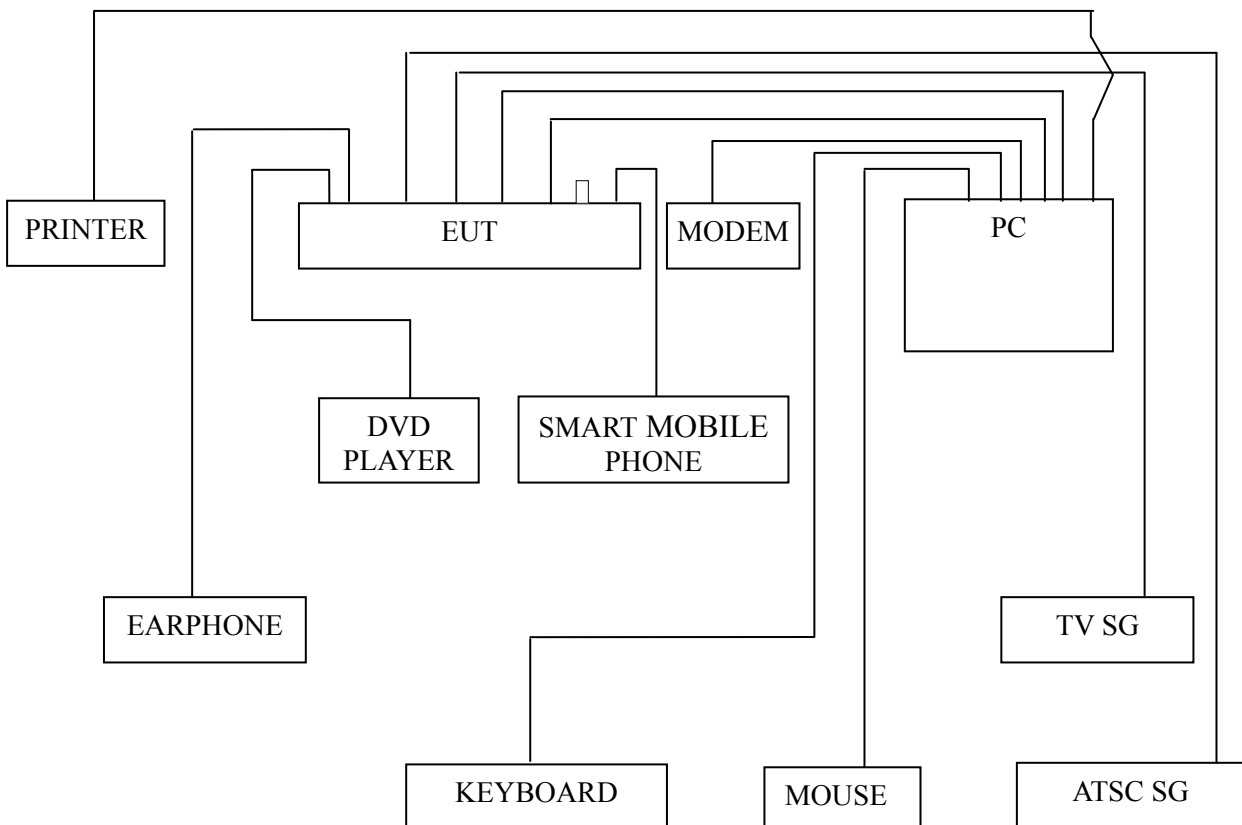 PRINTER
EUT
MODEM
PC
DVD
PLAYER
SMART MOBILE
PHONE
EARPHONE
TV SG
KEYBOARD
MOUSE
ATSC SG